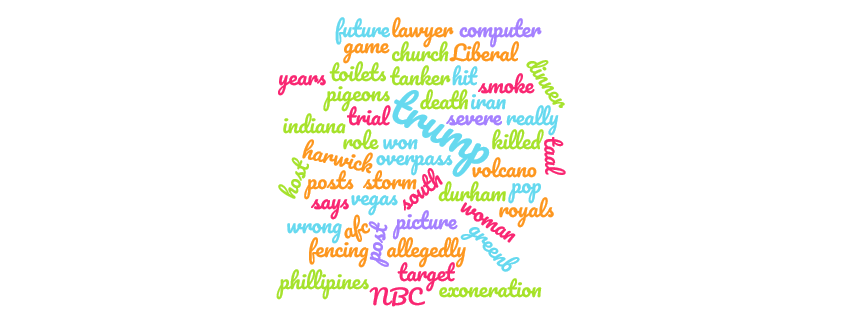 future lawyer computer
game church Liberal
years toilets tanker hit smoke dinner
pigeons trump death iran
indiana trial severe really
role won killed taal
harwick overpass volcano
host posts storm south durham pop
says vegas woman royals
wrong afc post picture greenb
fencing allegedly
phillipines target
NBC exoneration